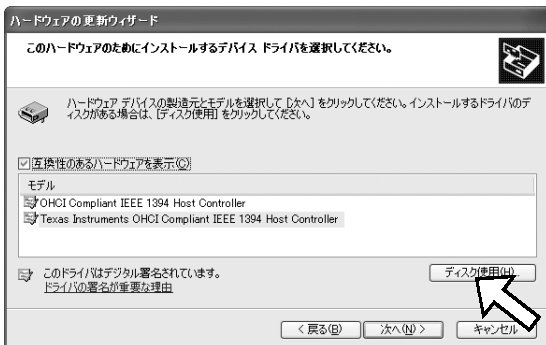 ハードウェアの更新ウィザード
このハードウェアのためにインストールするデバイス ドライバを選択してください。
ハードウェア デバイスの製造元とモデルを選択して [次へ] をクリックしてください。インストールするドライバのデ
ィスクがある場合は、[ディスク使用] をクリックしてください。
互換性のあるハードウェアを表示(C)
モデル
OHCI Compliant IEEE 1394 Host Controller
Texas Instruments OHCI Compliant IEEE 1394 Host Controller
このドライバはデジタル署名されています。
ドライバの署名が重要な理由
ディスク使用(H)...
< 戻る(B)
次へ(N) >
キャンセル